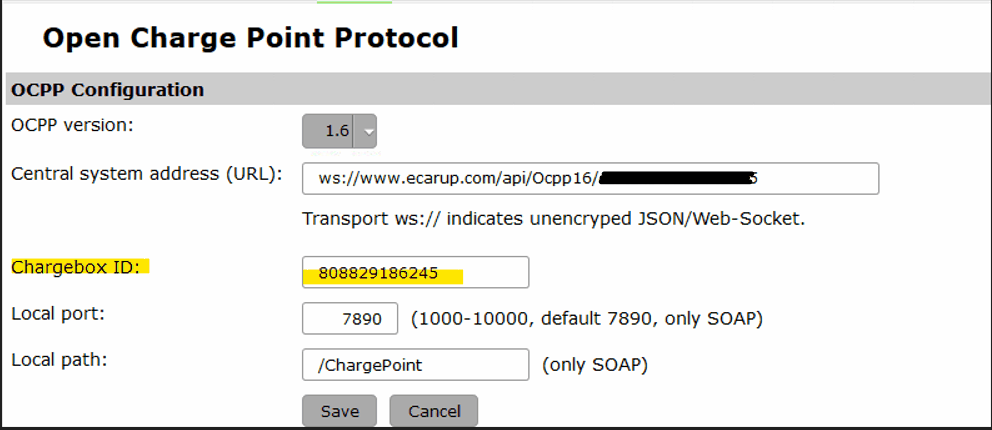 Open Charge Point Protocol
OCPP Configuration
OCPP version: 1.6
Central system address (URL): ws://www.ecarup.com/api/Ocpp16/ 5
Transport ws:// indicates unencryped JSON/Web-Socket.
Chargebox ID: 808829186245
Local port: 7890 (1000-10000, default 7890, only SOAP)
Local path: /ChargePoint (only SOAP)
Save Cancel